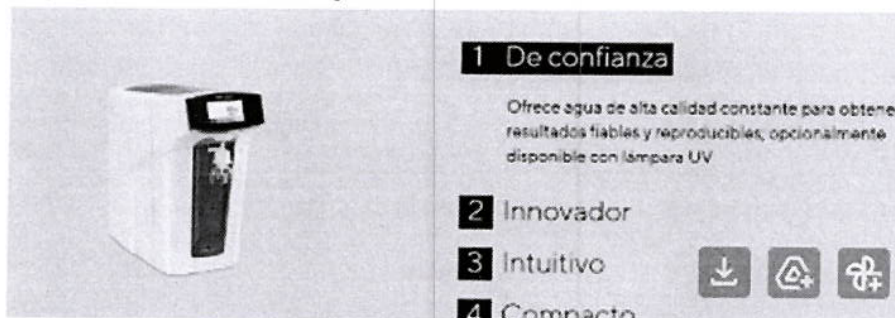 1 De confianza
Ofrece agua de alta calidad constante para obtene
resultados fiables y reproducibles, opcionalmente
disponible con lámpara UV
2 Innovador
3 Intuitivo
4 Compacto